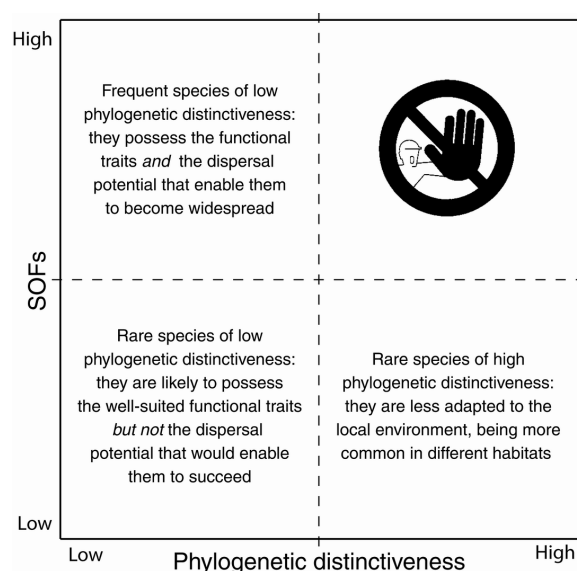 High
Frequent species of low
phylogenetic distinctiveness:
they possess the functional
traits and the dispersal
potential that enable them
to become widespread
SOFs
Rare species of low
phylogenetic distinctiveness:
they are likely to possess
the well-suited functional traits
but not the dispersal
potential that would enable
them to succeed
Rare species of high
phylogenetic distinctiveness:
they are less adapted to the
local environment, being more
common in different habitats
Low
Low
Phylogenetic distinctiveness
High